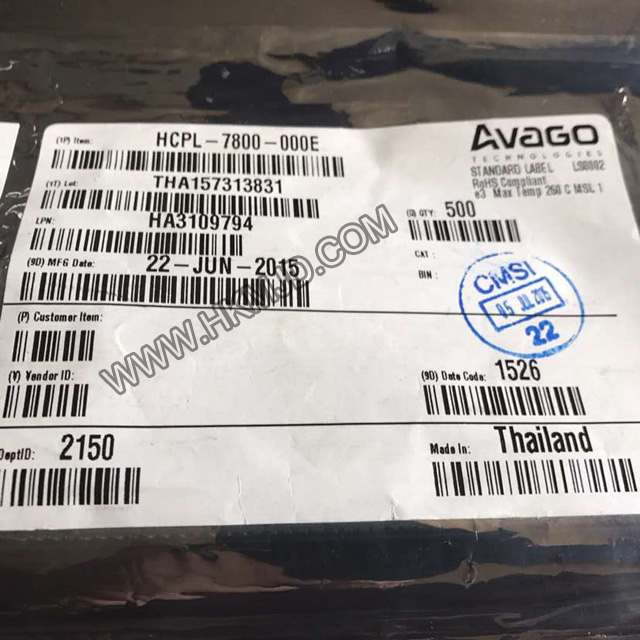 (1P) Item: HCPL-7800-000E
AVAGO
TECHNOLOGIES
STANDARD LABEL LS0002
RoHS Compliant
e3 Max Temp 260 C MSL 1
(1T) Lot: THA157313831
LPN: HA3109794
(Q) QTY: 500
(9D) MFG Date: 22-JUN-2015
CAT:
BIN:
CMSI
05 JUL 2015
22
(P) Customer Item:
(V) Vendor ID:
(9D) Date Code: 1526
DeptID: 2150
Made In: Thailand
WWW.HKMJD.COM